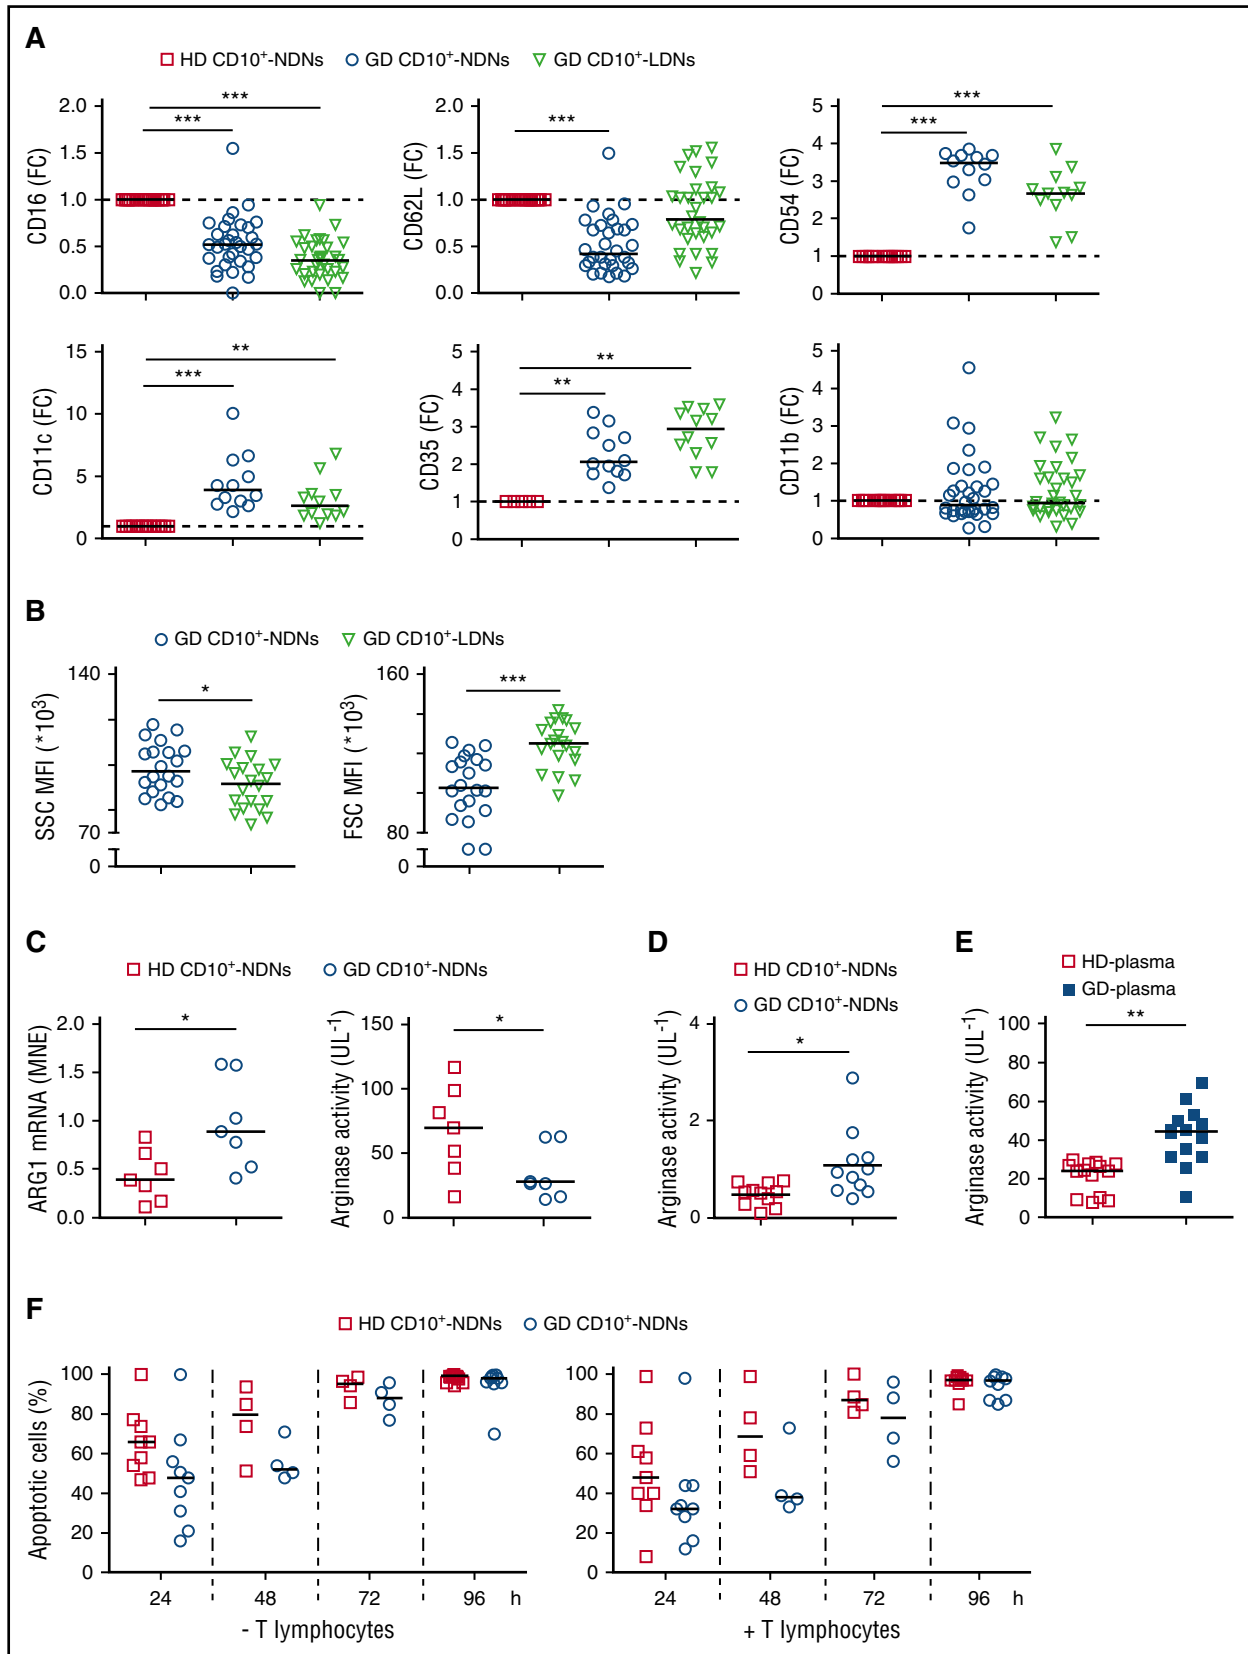 A
HD CD10+-NDNs GD CD10+-NDNs GD CD10+-LDNs
CD16 (FC)
2.0
1.5
1.0
0.5
0.0
***
***
CD62L (FC)
2.0
1.5
1.0
0.5
0.0
***
CD54 (FC)
5
4
3
2
1
0
***
***
CD11c (FC)
15
10
5
0
**
***
CD35 (FC)
5
4
3
2
1
0
**
**
CD11b (FC)
5
4
3
2
1
0
B
GD CD10+-NDNs GD CD10+-LDNs
SSC MFI (*10³)
140
70
0
*
FSC MFI (*10³)
160
80
0
***
C
HD CD10+-NDNs GD CD10+-NDNs
ARG1 mRNA (MNE)
2.0
1.5
1.0
0.5
0.0
*
Arginase activity (UL⁻¹)
150
100
50
0
*
D
HD CD10+-NDNs
GD CD10+-NDNs
Arginase activity (UL⁻¹)
4
2
0
*
E
HD-plasma
GD-plasma
Arginase activity (UL⁻¹)
100
80
60
40
20
0
**
F
HD CD10+-NDNs GD CD10+-NDNs
Apoptotic cells (%)
100
80
60
40
20
0
24 48 72 96 h
- T lymphocytes
100
80
60
40
20
0
24 48 72 96 h
+ T lymphocytes